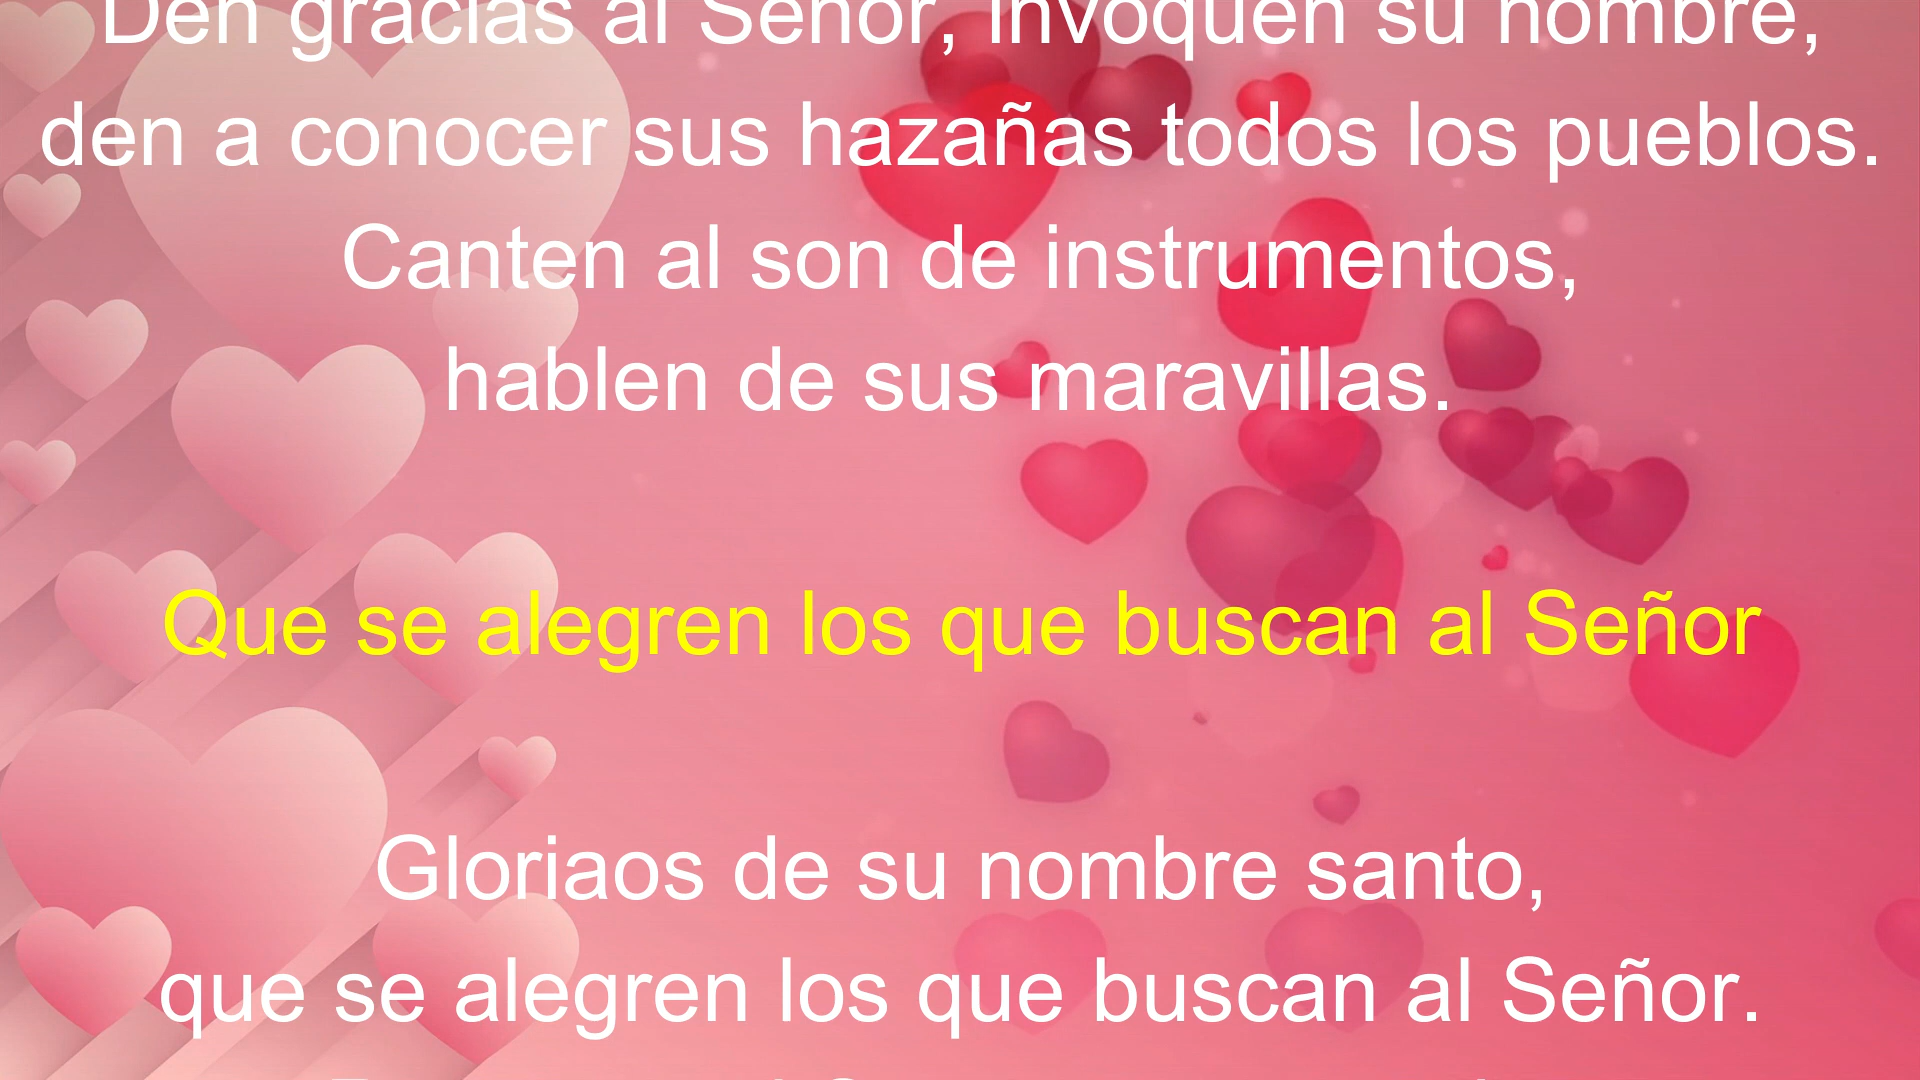 Den gracias al Señor, invoquen su nombre,
den a conocer sus hazañas todos los pueblos.
Canten al son de instrumentos,
hablen de sus maravillas.
Que se alegren los que buscan al Señor
Gloriaos de su nombre santo,
que se alegren los que buscan al Señor.